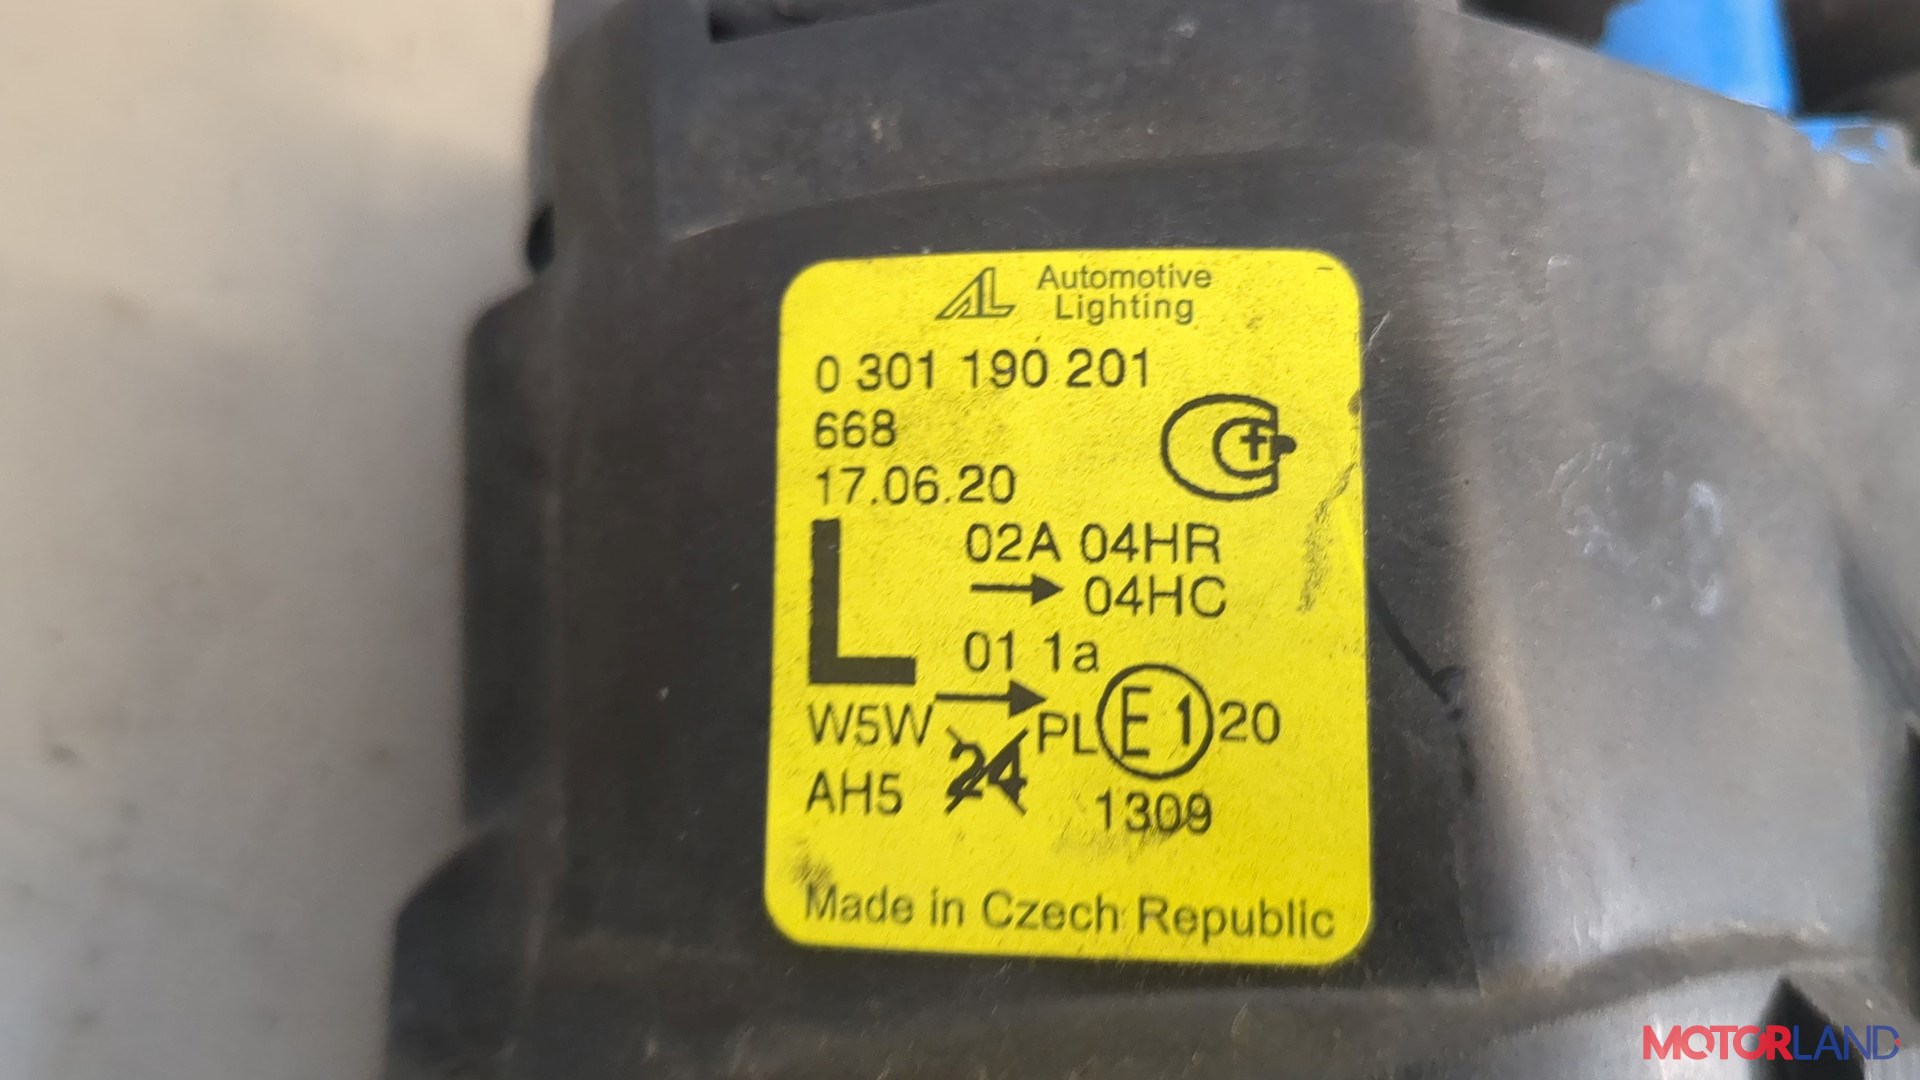 AL Automotive
Lighting
0 301 190 201
668
17.06.20
L
02A 04HR
→ 04HC
01 1a
W5W → PL E1 20
AH5 24 1309
Made in Czech Republic
MOTORLAND